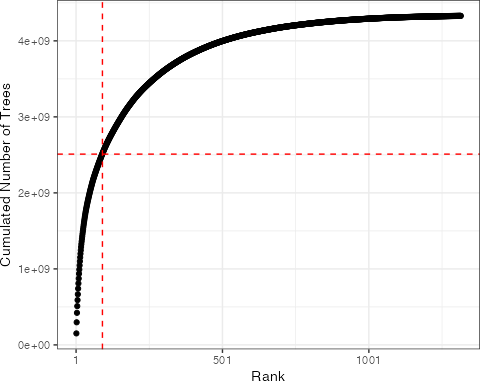 Cumulated Number of Trees
4e+09
3e+09
2e+09
1e+09
0e+00
1 501 1001
Rank